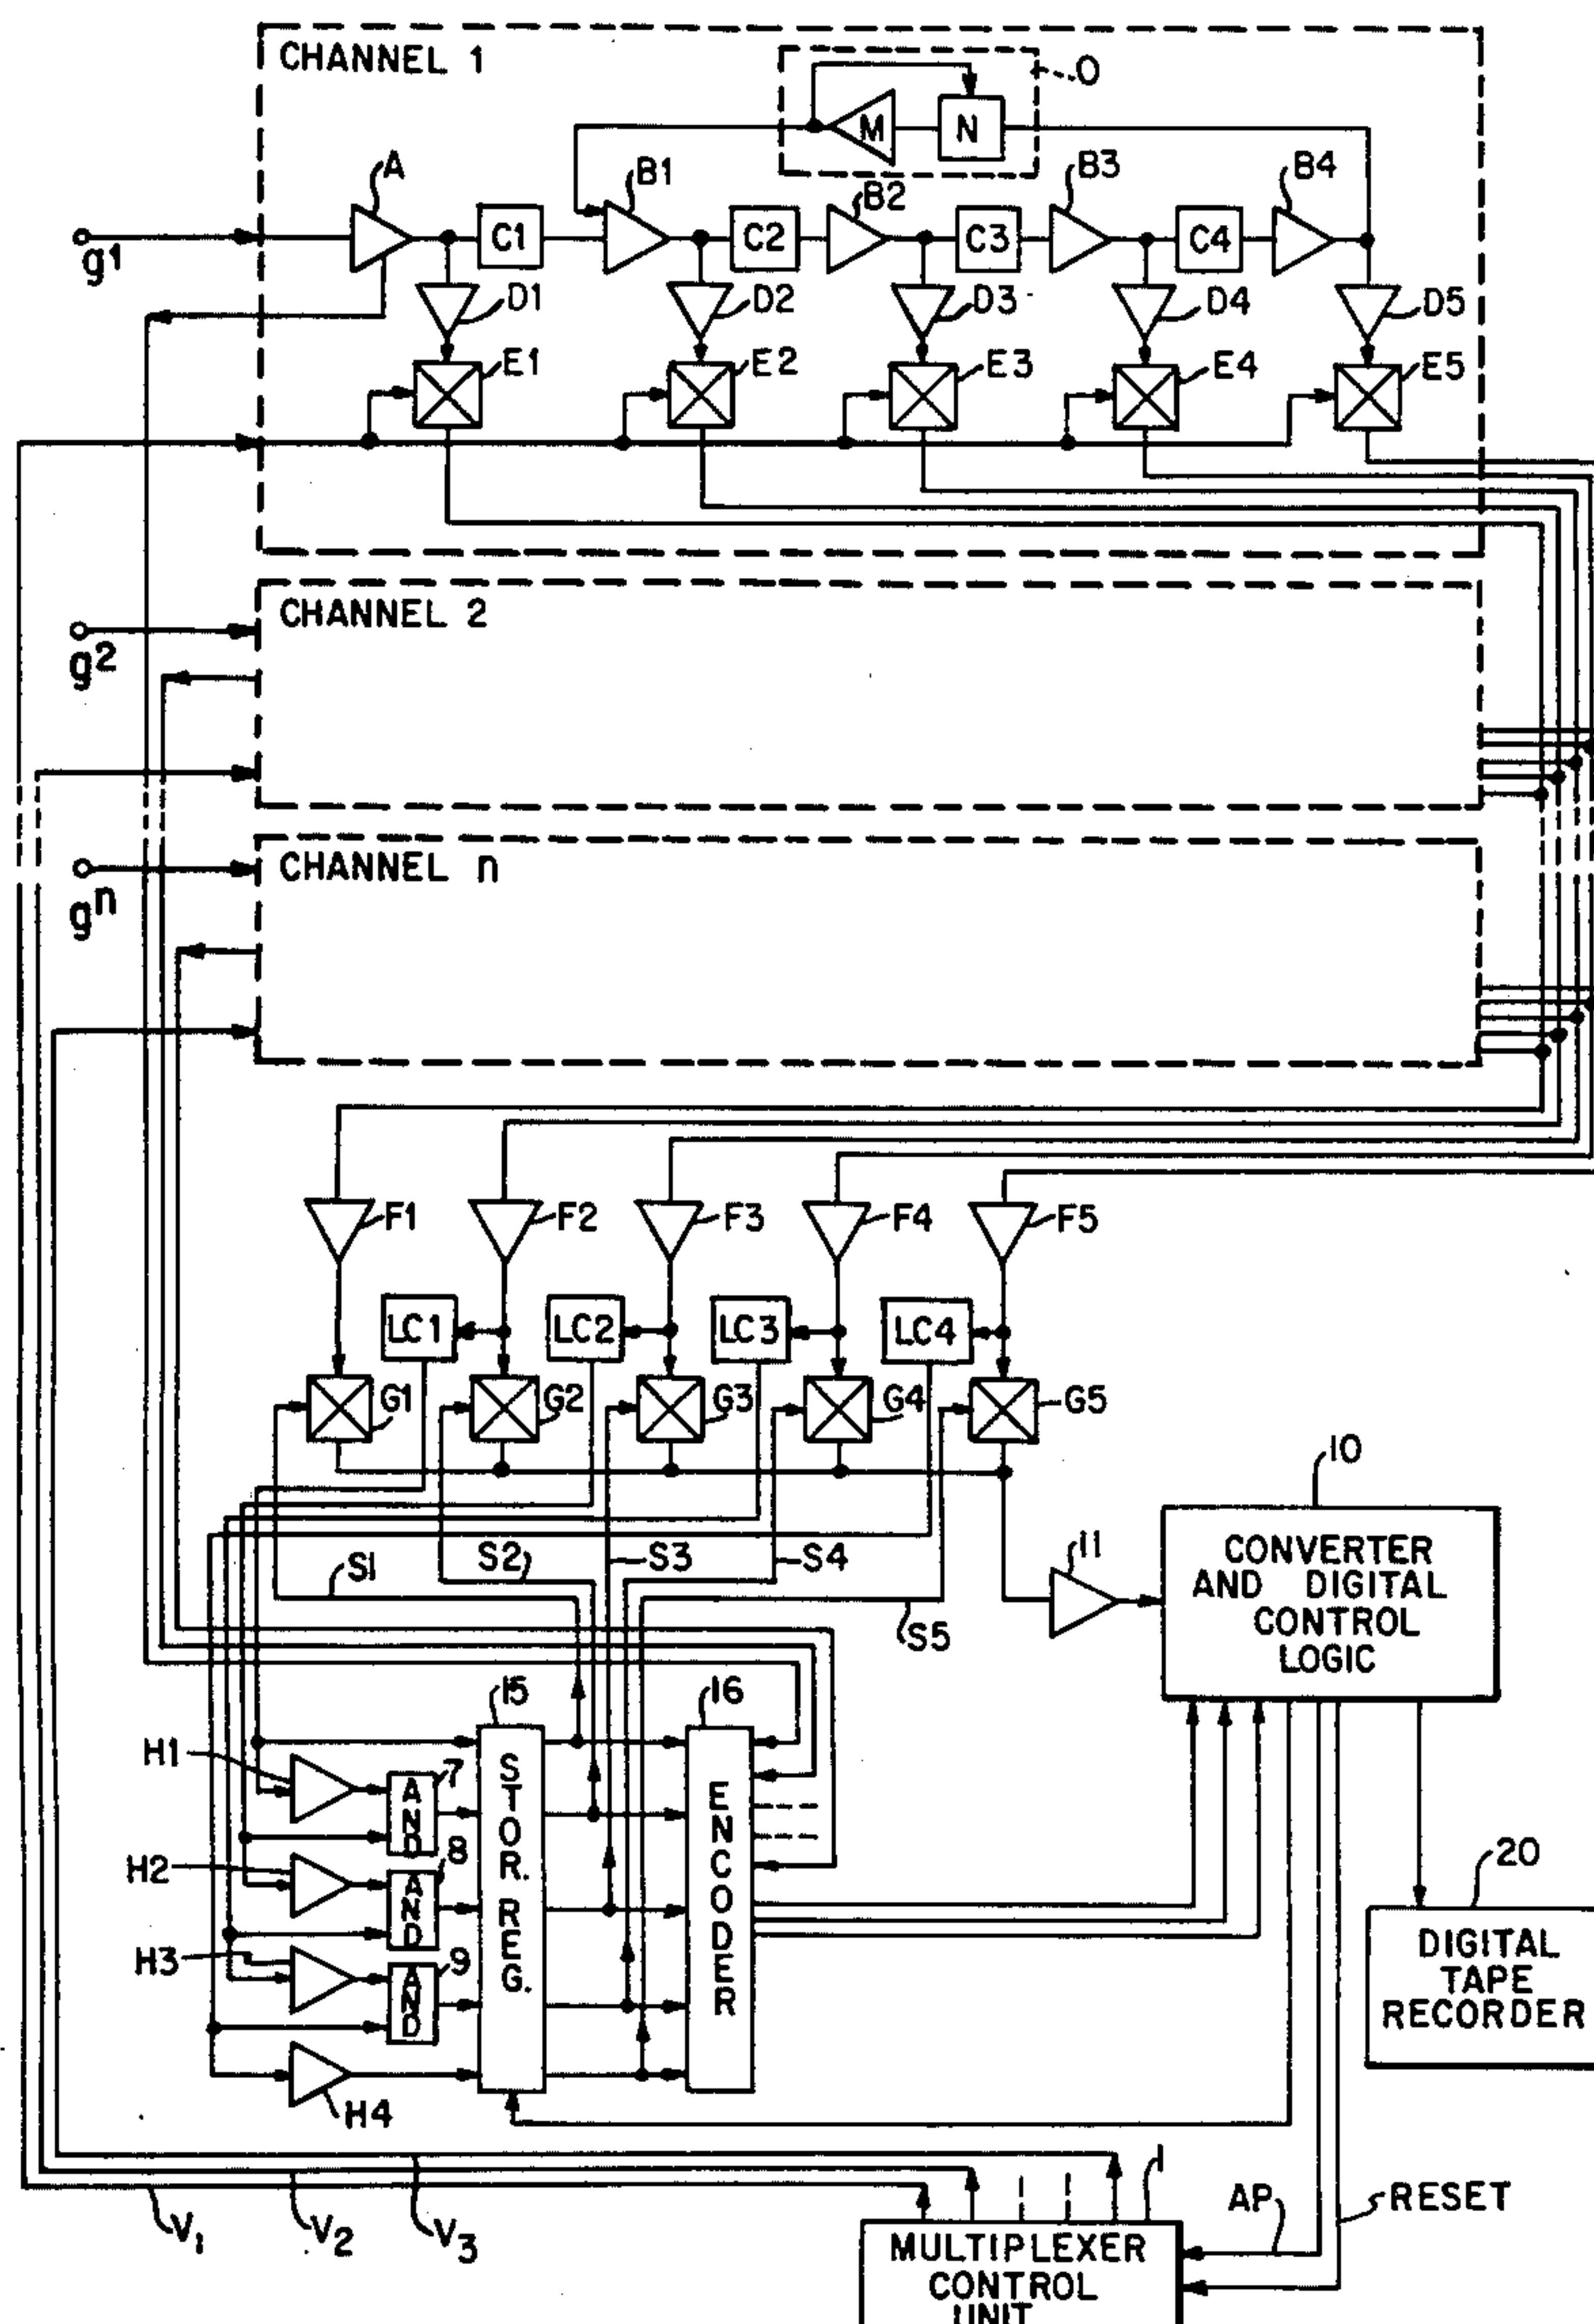 CHANNEL 1
O
M
N
A
B1
B2
B3
B4
g1
C1
C2
C3
C4
D1
D2
D3
D4
D5
E1
E2
E3
E4
E5
CHANNEL 2
g2
CHANNEL n
gn
F1
F2
F3
F4
F5
LC1
LC2
LC3
LC4
G1
G2
G3
G4
G5
10
CONVERTER
AND DIGITAL
CONTROL
LOGIC
11
S1
S2
S3
S4
S5
15
16
H1
7
AND
STOR. REG.
ENCODER
H2
8
AND
H3
9
AND
H4
20
DIGITAL
TAPE
RECORDER
1
V1
V2
V3
AP
RESET
MULTIPLEXER
CONTROL
UNIT